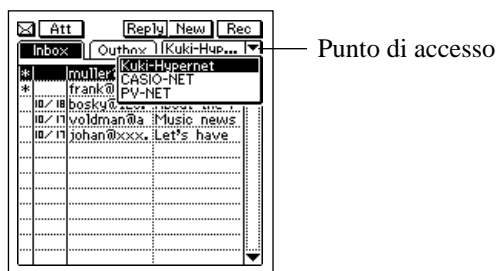 Att Reply New Rec
Inbox Outbox Kuki-Hyp...
Punto di accesso
Kuki-Hypernet
CASIO-NET
PV-NET
* muller
* frank@
10/18 bosky@
10/17 voldman@a Music news
10/17 johan@xxx. Let's have